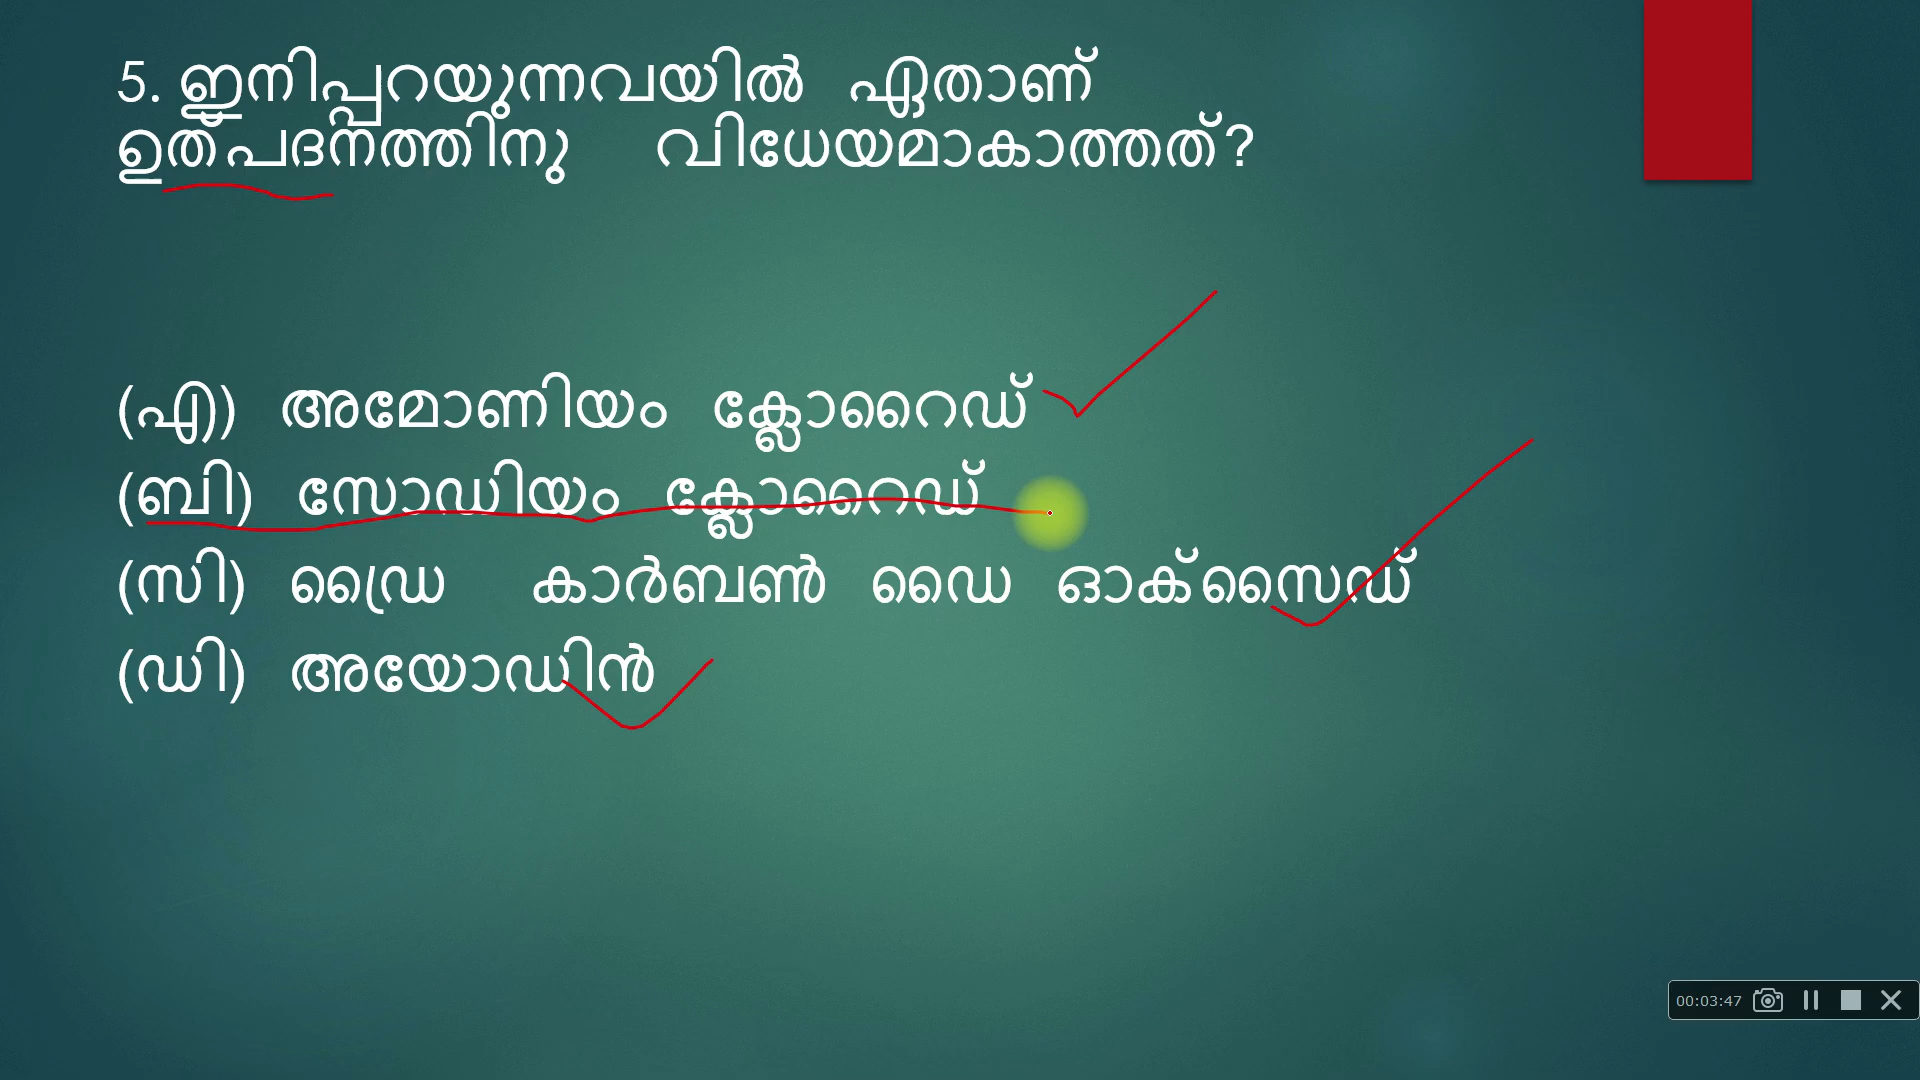 5. ഇനിപ്പറയുന്നവയിൽ ഏതാണ്
ഉത്പദനത്തിനു വിധേയമാകാത്തത്?
(എ) അമോണിയം ക്ലോറൈഡ്
(ബി) സോഡിയം ക്ലോറൈഡ്
(സി) ഡ്രൈ കാർബൺ ഡൈ ഓക്സൈഡ്
(ഡി) അയോഡിൻ
00:03:47